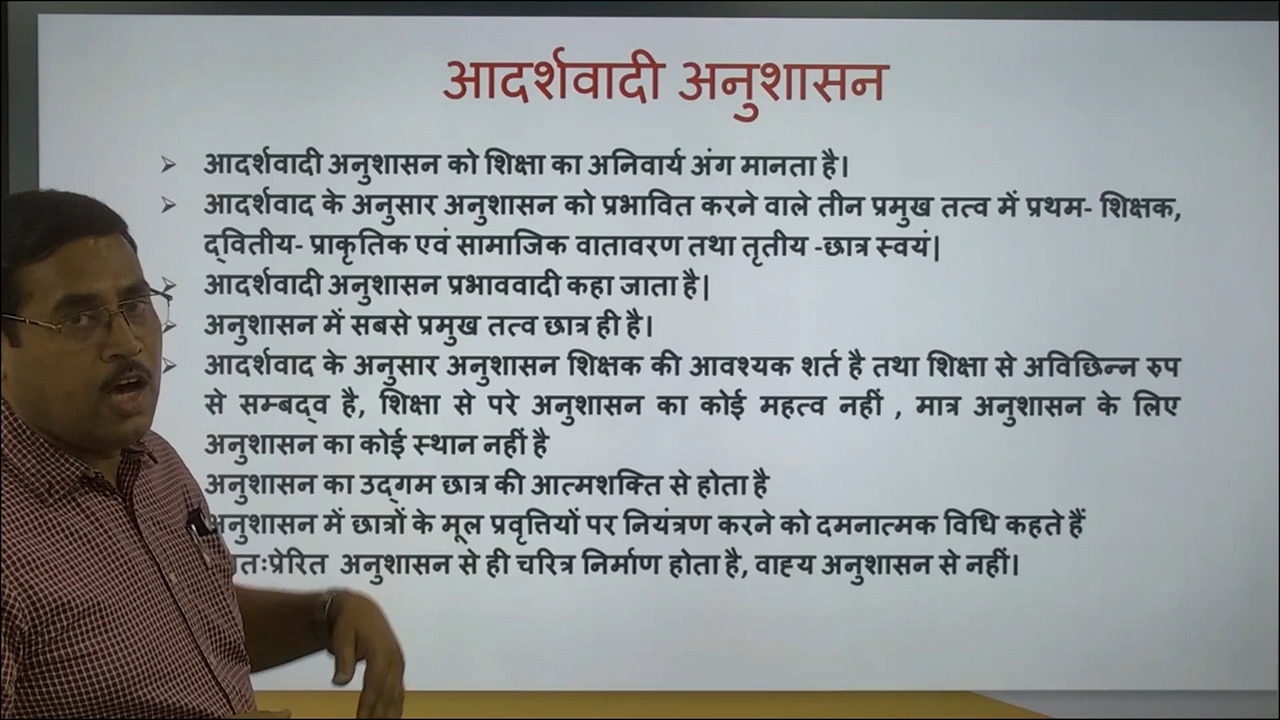 आदर्शवादी अनुशासन
आदर्शवादी अनुशासन को शिक्षा का अनिवार्य अंग मानता है।
आदर्शवाद के अनुसार अनुशासन को प्रभावित करने वाले तीन प्रमुख तत्व में प्रथम- शिक्षक,
द्वितीय- प्राकृतिक एवं सामाजिक वातावरण तथा तृतीय -छात्र स्वयं|
आदर्शवादी अनुशासन प्रभाववादी कहा जाता है|
अनुशासन में सबसे प्रमुख तत्व छात्र ही है।
आदर्शवाद के अनुसार अनुशासन शिक्षक की आवश्यक शर्त है तथा शिक्षा से अविछिन्न रुप
से सम्बद्व है, शिक्षा से परे अनुशासन का कोई महत्व नहीं , मात्र अनुशासन के लिए
अनुशासन का कोई स्थान नहीं है
अनुशासन का उद्गम छात्र की आत्मशक्ति से होता है
अनुशासन में छात्रों के मूल प्रवृत्तियों पर नियंत्रण करने को दमनात्मक विधि कहते हैं
अनुशासन से ही चरित्र निर्माण होता है, वाह्य अनुशासन से नहीं।